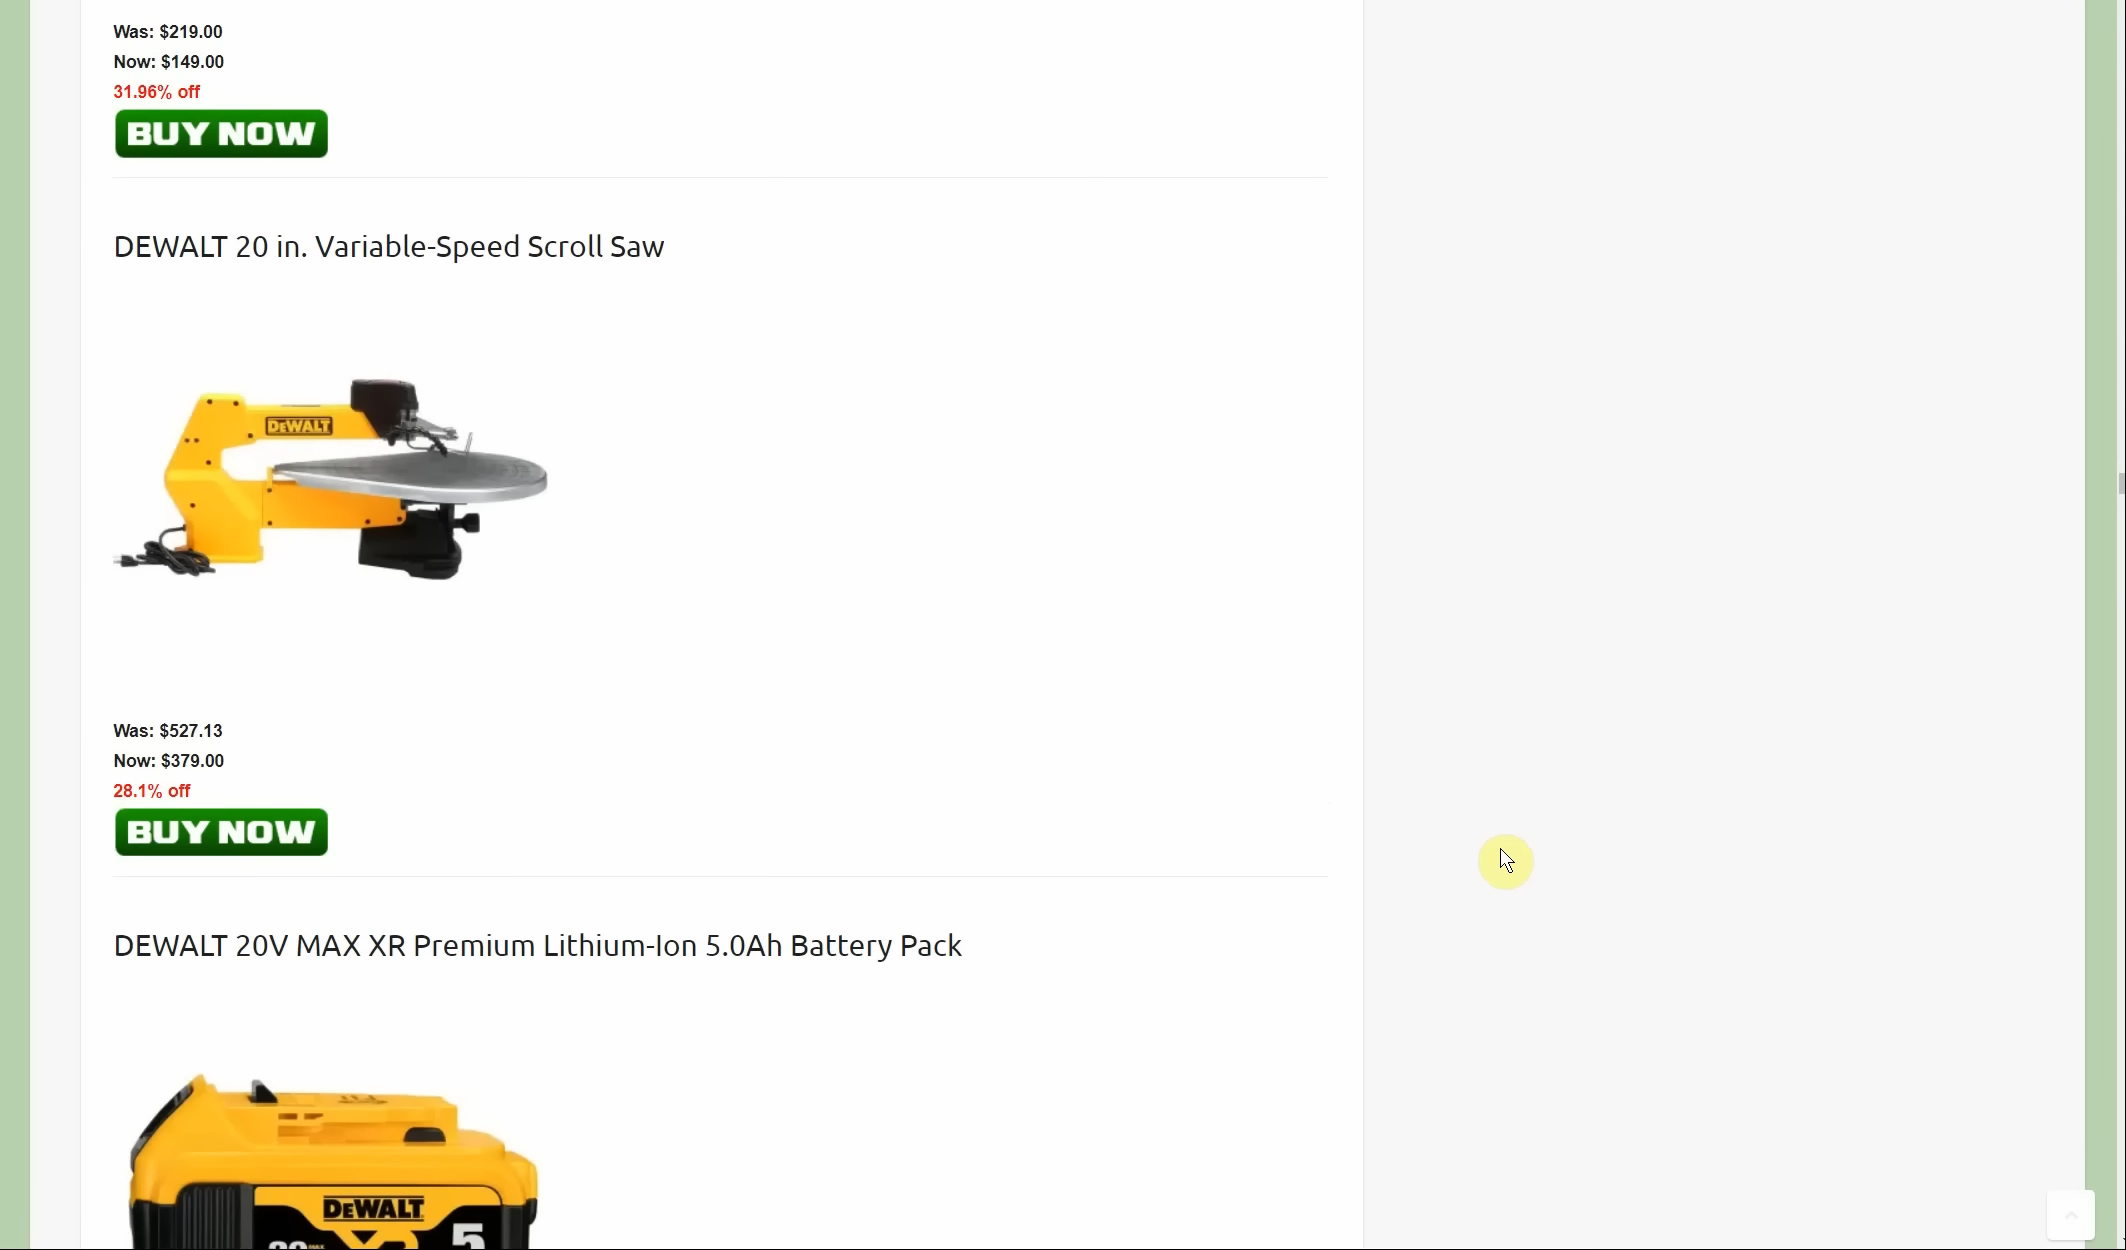 Was: $219.00
Now: $149.00
31.96% off
BUY NOW
DEWALT 20 in. Variable-Speed Scroll Saw
DEWALT
Was: $527.13
Now: $379.00
28.1% off
BUY NOW
DEWALT 20V MAX XR Premium Lithium-Ion 5.0Ah Battery Pack
DEWALT
5